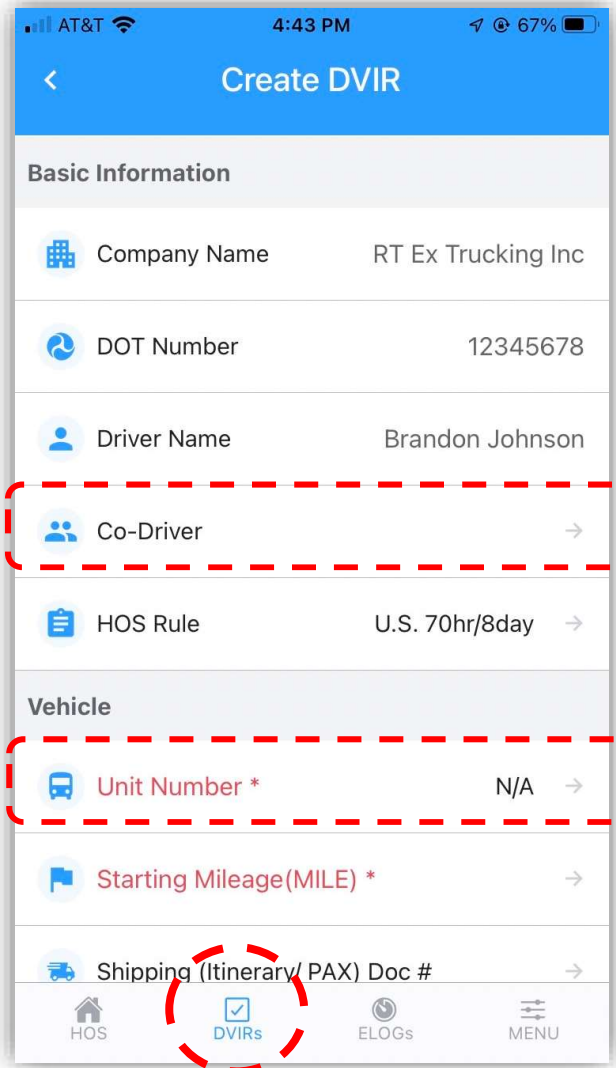 AT&T 4:43 PM 67%
Create DVIR
Basic Information
Company Name RT Ex Trucking Inc
DOT Number 12345678
Driver Name Brandon Johnson
Co-Driver
HOS Rule U.S. 70hr/8day
Vehicle
Unit Number * N/A
Starting Mileage(MILE) *
Shipping (Itinerary/ PAX) Doc #
HOS DVIRs ELOGs MENU